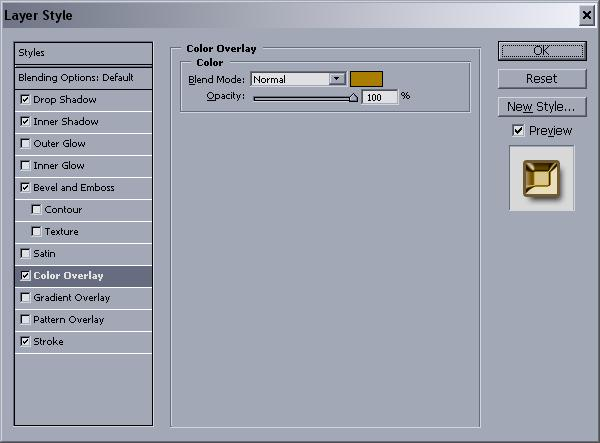 Layer Style
Styles
Blending Options: Default
Drop Shadow
Inner Shadow
Outer Glow
Inner Glow
Bevel and Emboss
Contour
Texture
Satin
Color Overlay
Gradient Overlay
Pattern Overlay
Stroke
Color Overlay
Color
Blend Mode: Normal
Opacity: 100 %
OK
Reset
New Style...
Preview